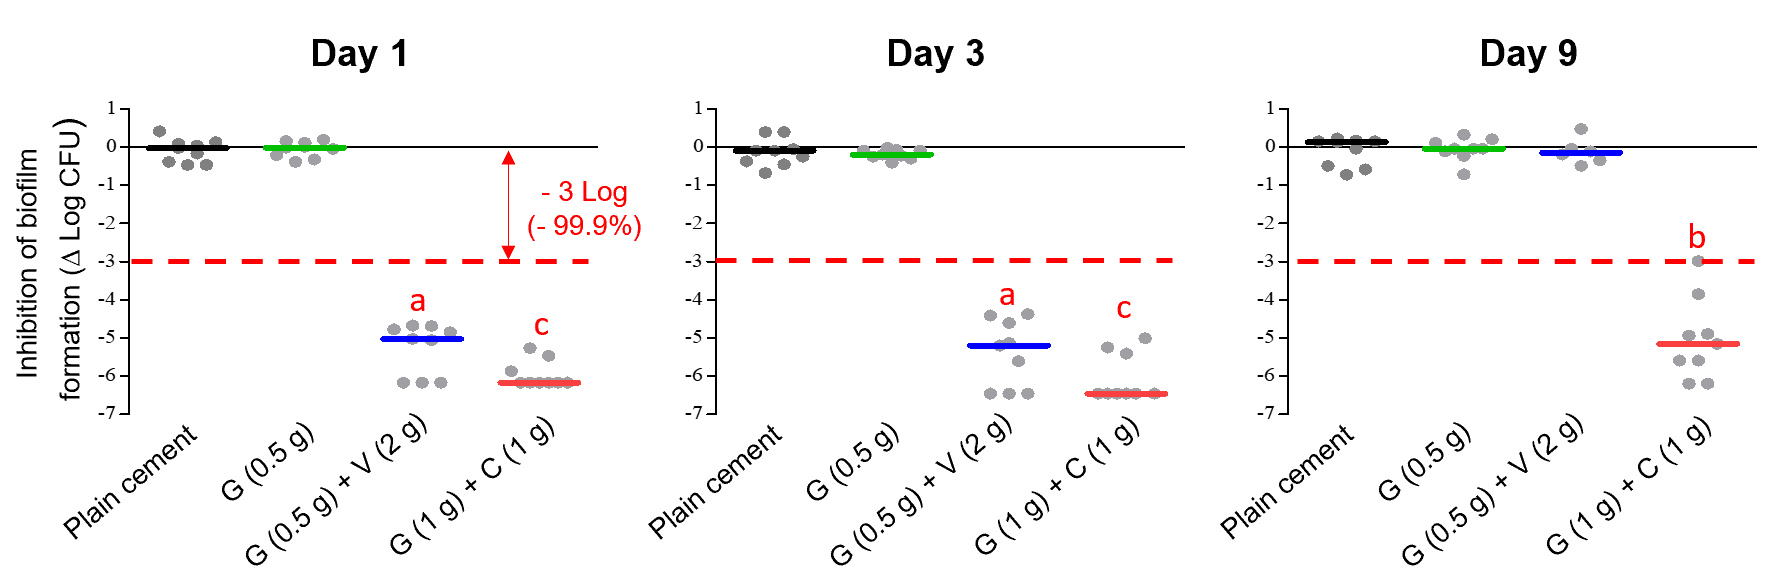 Day 1
Day 3
Day 9
Inhibition of biofilm
formation (Δ Log CFU)
1
0
-1
-2
-3
-4
-5
-6
-7
- 3 Log
(- 99.9%)
a
c
Plain cement
G (0.5 g)
G (0.5 g) + V (2 g)
G (1 g) + C (1 g)
1
0
-1
-2
-3
-4
-5
-6
-7
a
c
Plain cement
G (0.5 g)
G (0.5 g) + V (2 g)
G (1 g) + C (1 g)
1
0
-1
-2
-3
-4
-5
-6
-7
b
Plain cement
G (0.5 g)
G (0.5 g) + V (2 g)
G (1 g) + C (1 g)